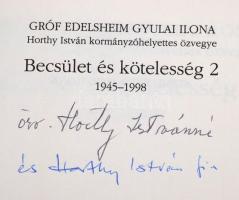 GRÓF EDELSHEIM GYULAI ILONA
Horthy István kormányzóhelyettes özvegye
Becsület és kötelesség 2
1945–1998
özv. Horthy Istvánné
és Horthy István fia